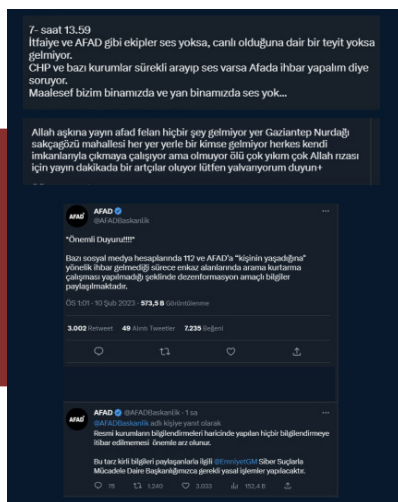 7- saat 13.59
İtfaiye ve AFAD gibi ekipler ses yoksa, canlı olduğuna dair bir teyit yoksa
gelmiyor.
CHP ve bazı kurumlar sürekli arayıp ses varsa Afada ihbar yapalım diye
soruyor.
Maalesef bizim binamızda ve yan binamızda ses yok...
Allah aşkına yayın afad felan hiçbir şey gelmiyor yer Gaziantep Nurdağı
sakçagözü mahallesi her yer yerle bir kimse gelmiyor herkes kendi
imkanlarıyla çıkmaya çalışıyor ama olmuyor ölü çok yıkım çok Allah rızası
için yayın dakikada bir artçılar oluyor lütfen yalvarıyorum duyun+
AFAD
@AFADBaskanlik
"Önemli Duyuru!!!!"
Bazı sosyal medya hesaplarında 112 ve AFAD'a "kişinin yaşadığına"
yönelik ihbar gelmediği sürece enkaz alanlarında arama kurtarma
çalışması yapılmadığı şeklinde dezenformasyon amaçlı bilgiler
paylaşılmaktadır.
ÖS 1:01 · 10 Şub 2023 · 573,5 B Görüntülenme
3.002 Retweet 49 Alıntı Tweetler 7.235 Beğeni
AFAD @AFADBaskanlik · 1 sa
@AFADBaskanlik adlı kişiye yanıt olarak
Resmi kurumların bilgilendirmeleri haricinde yapılan hiçbir bilgilendirmeye
itibar edilmemesi önemle arz olunur.
Bu tarz kirli bilgileri paylaşanlarla ilgili @EmniyetGM Siber Suçlarla
Mücadele Daire Başkanlığımızca gerekli yasal işlemler yapılacaktır.
76 1.240 3.033 152,4 B